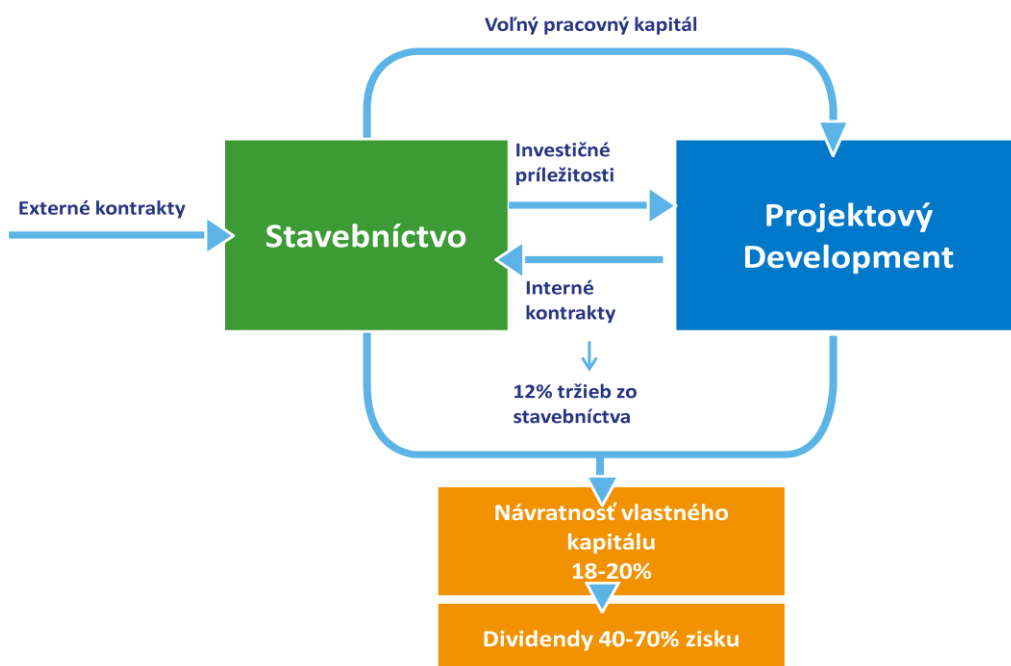 Voľný pracovný kapitál
Investičné
príležitosti
Externé kontrakty
Stavebníctvo
Projektový
Development
Interné
kontrakty
12% tržieb zo
stavebníctva
Návratnosť vlastného
kapitálu
18-20%
Dividendy 40-70% zisku